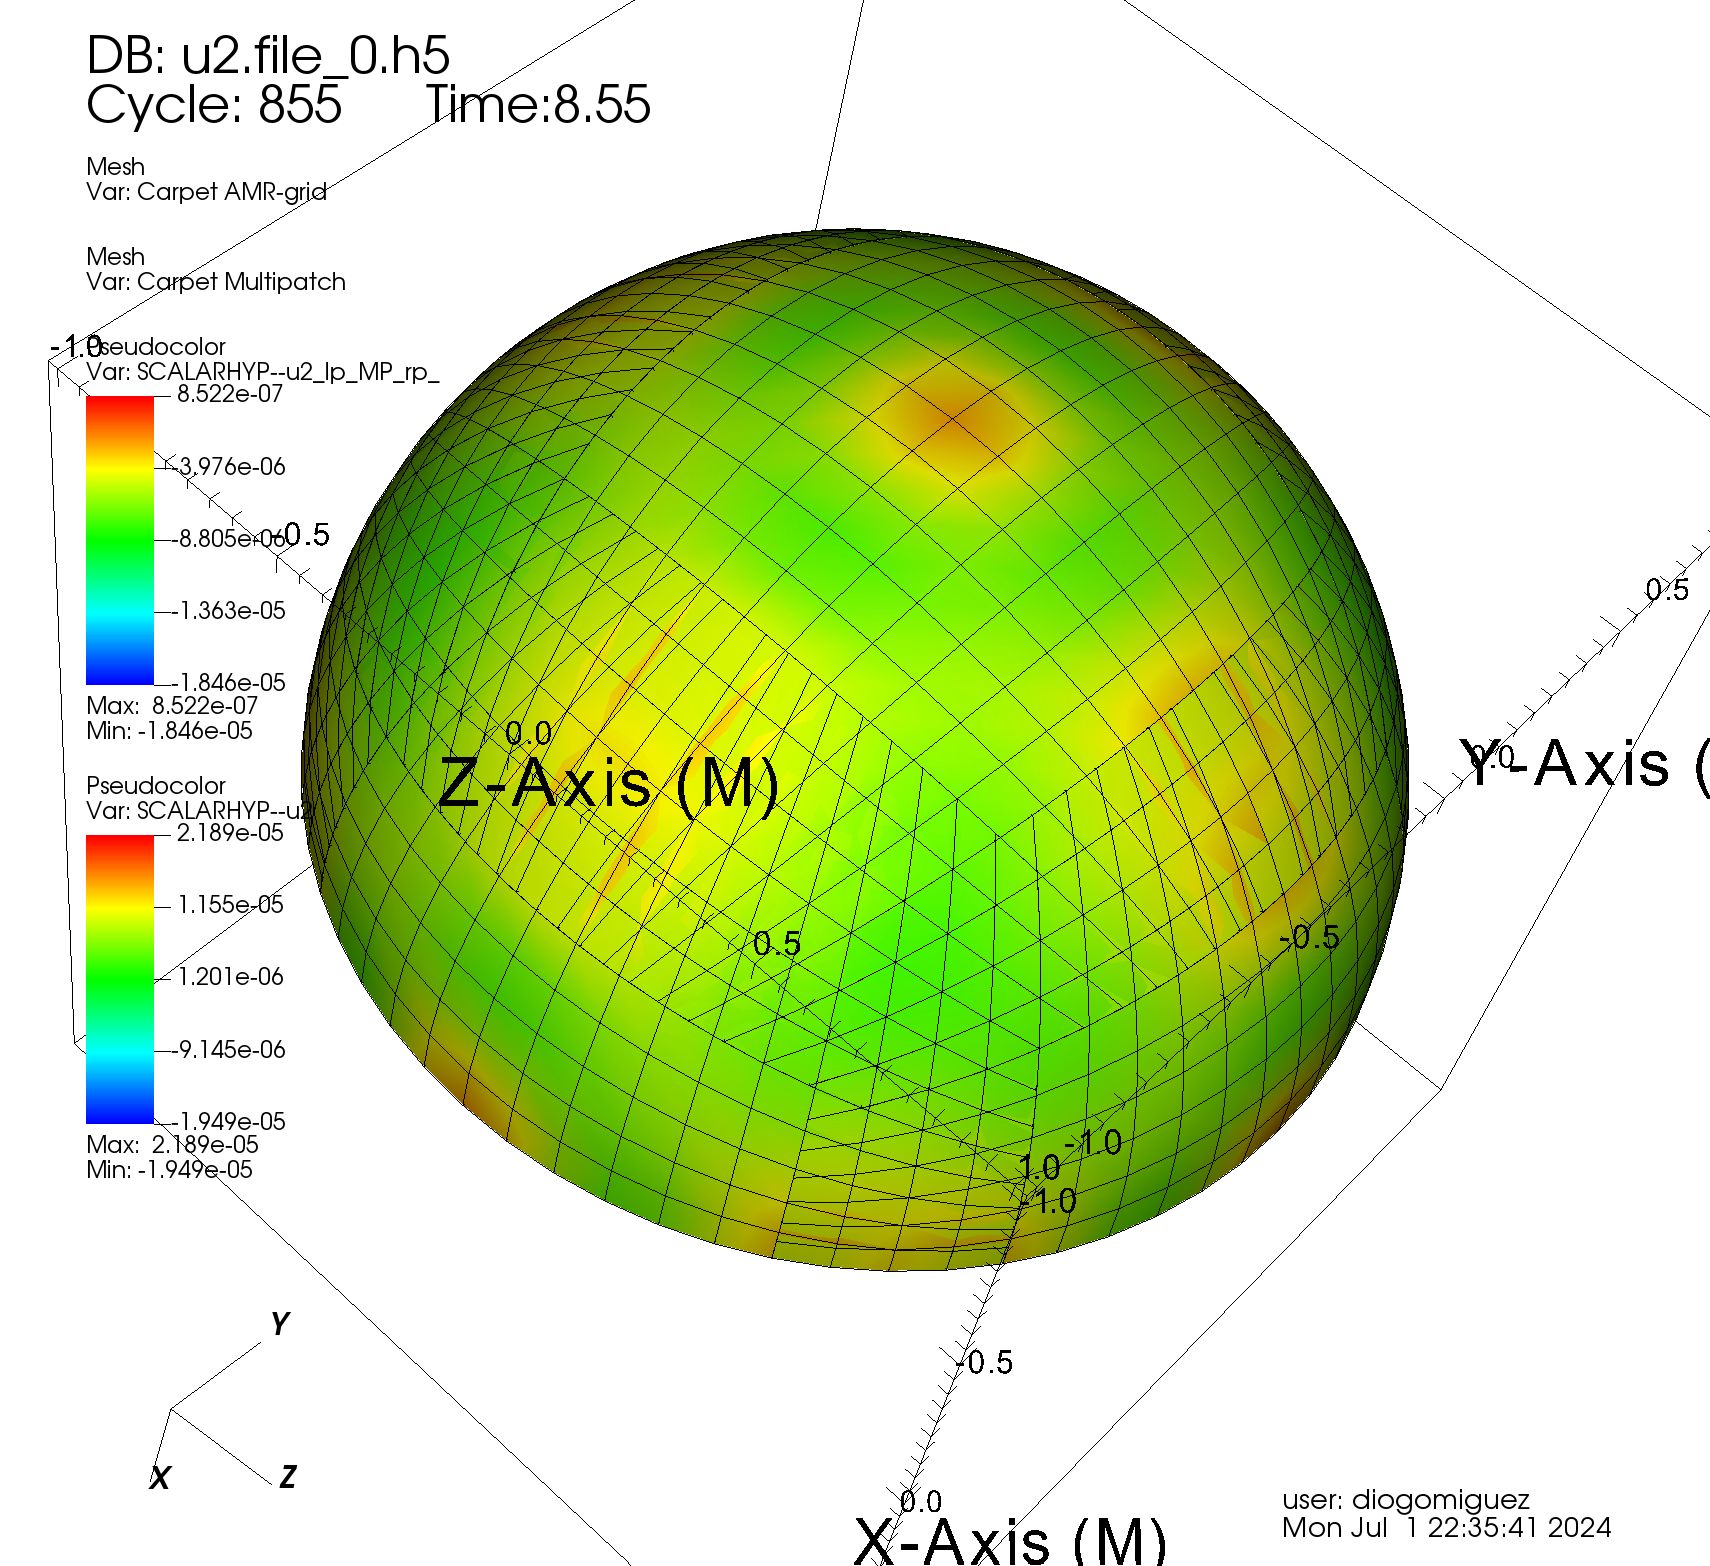 DB: u2.file_0.h5
Cycle: 855 Time:8.55
Mesh
Var: Carpet AMR-grid
Mesh
Var: Carpet Multipatch
-1.0
Pseudocolor
Var: SCALARHYP--u2_lp_MP_rp_
8.522e-07
-3.976e-06
-8.805e-06
-0.5
-1.363e-05
-1.846e-05
Max: 8.522e-07
Min: -1.846e-05
Pseudocolor
Var: SCALARHYP--u2
2.189e-05
1.155e-05
1.201e-06
-9.145e-06
-1.949e-05
Max: 2.189e-05
Min: -1.949e-05
0.0
Z-Axis (M)
0.5
1.0
0.5
0.0
Y-Axis (
-0.5
-1.0
-1.0
-0.5
0.0
X-Axis (M)
Y
X
Z
user: diogomiguez
Mon Jul 1 22:35:41 2024